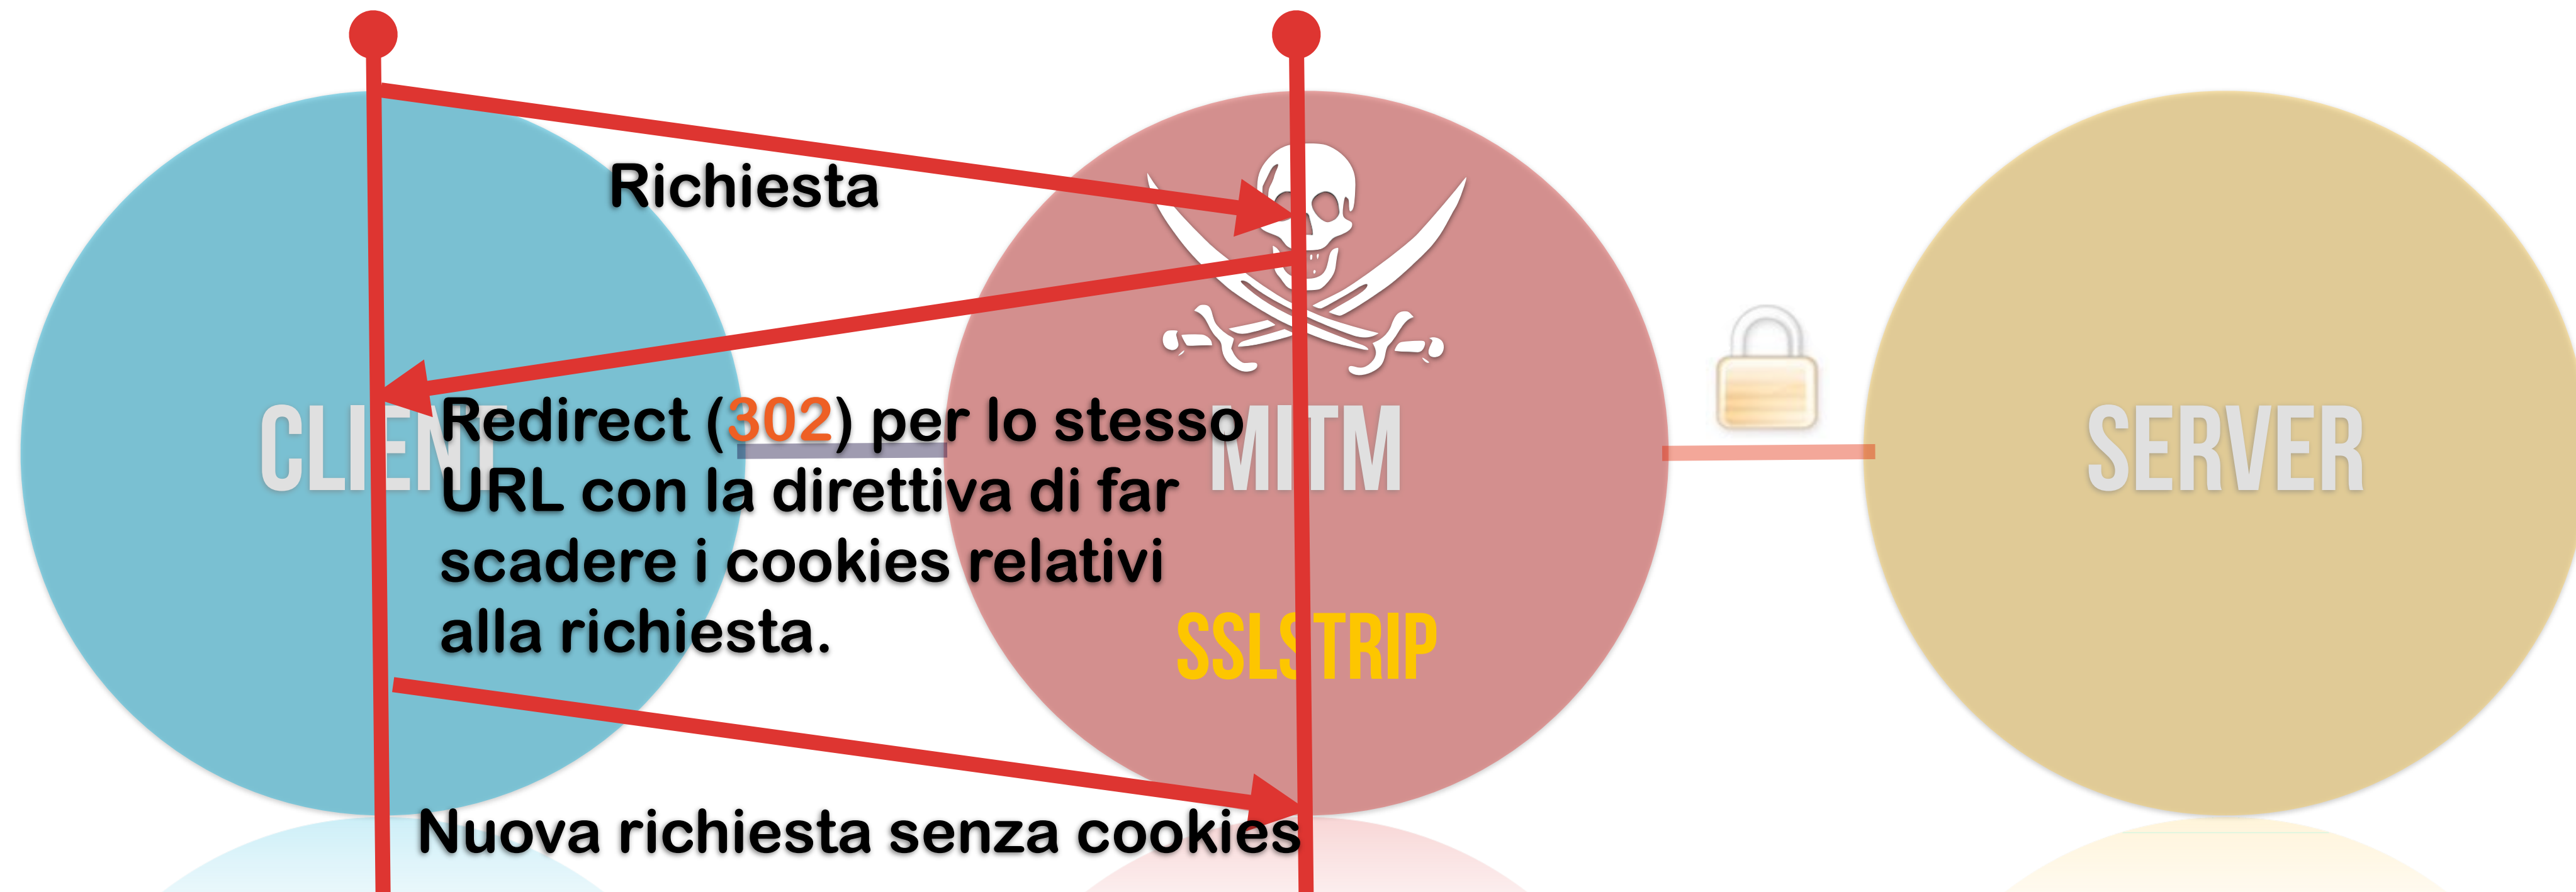 Richiesta
CLIENT
MITM
SERVER
Redirect (302) per lo stesso
URL con la direttiva di far
scadere i cookies relativi
alla richiesta.
SSLSTRIP
Nuova richiesta senza cookies